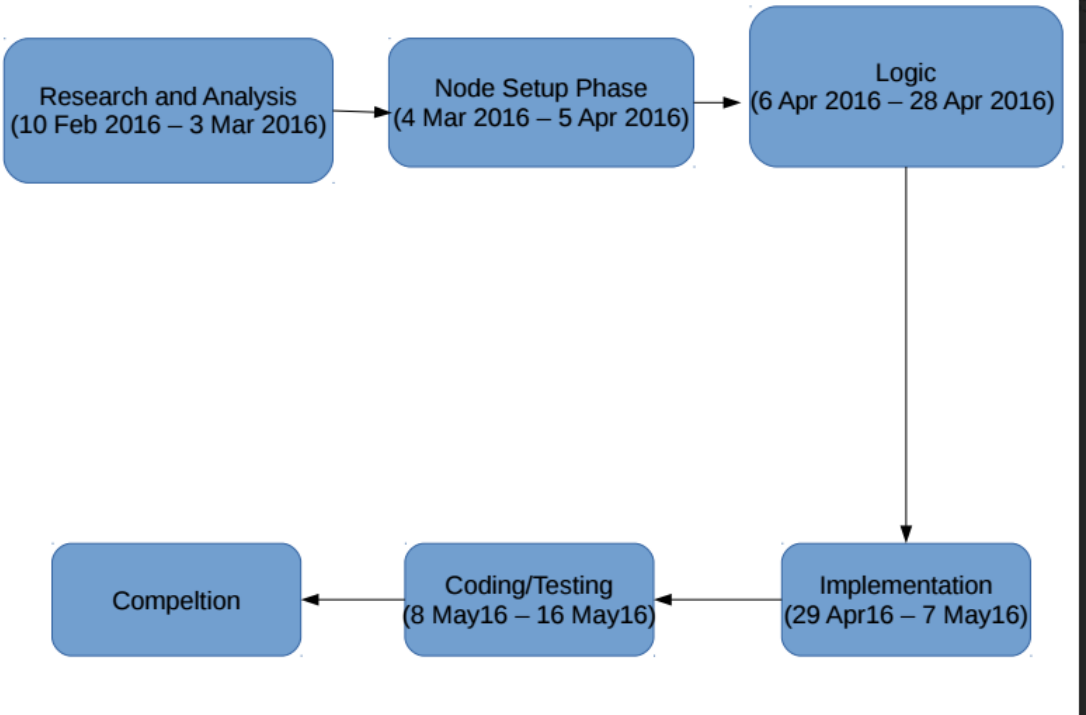 Research and Analysis
(10 Feb 2016 – 3 Mar 2016)
Node Setup Phase
(4 Mar 2016 – 5 Apr 2016)
Logic
(6 Apr 2016 – 28 Apr 2016)
Implementation
(29 Apr16 – 7 May16)
Coding/Testing
(8 May16 – 16 May16)
Compeltion